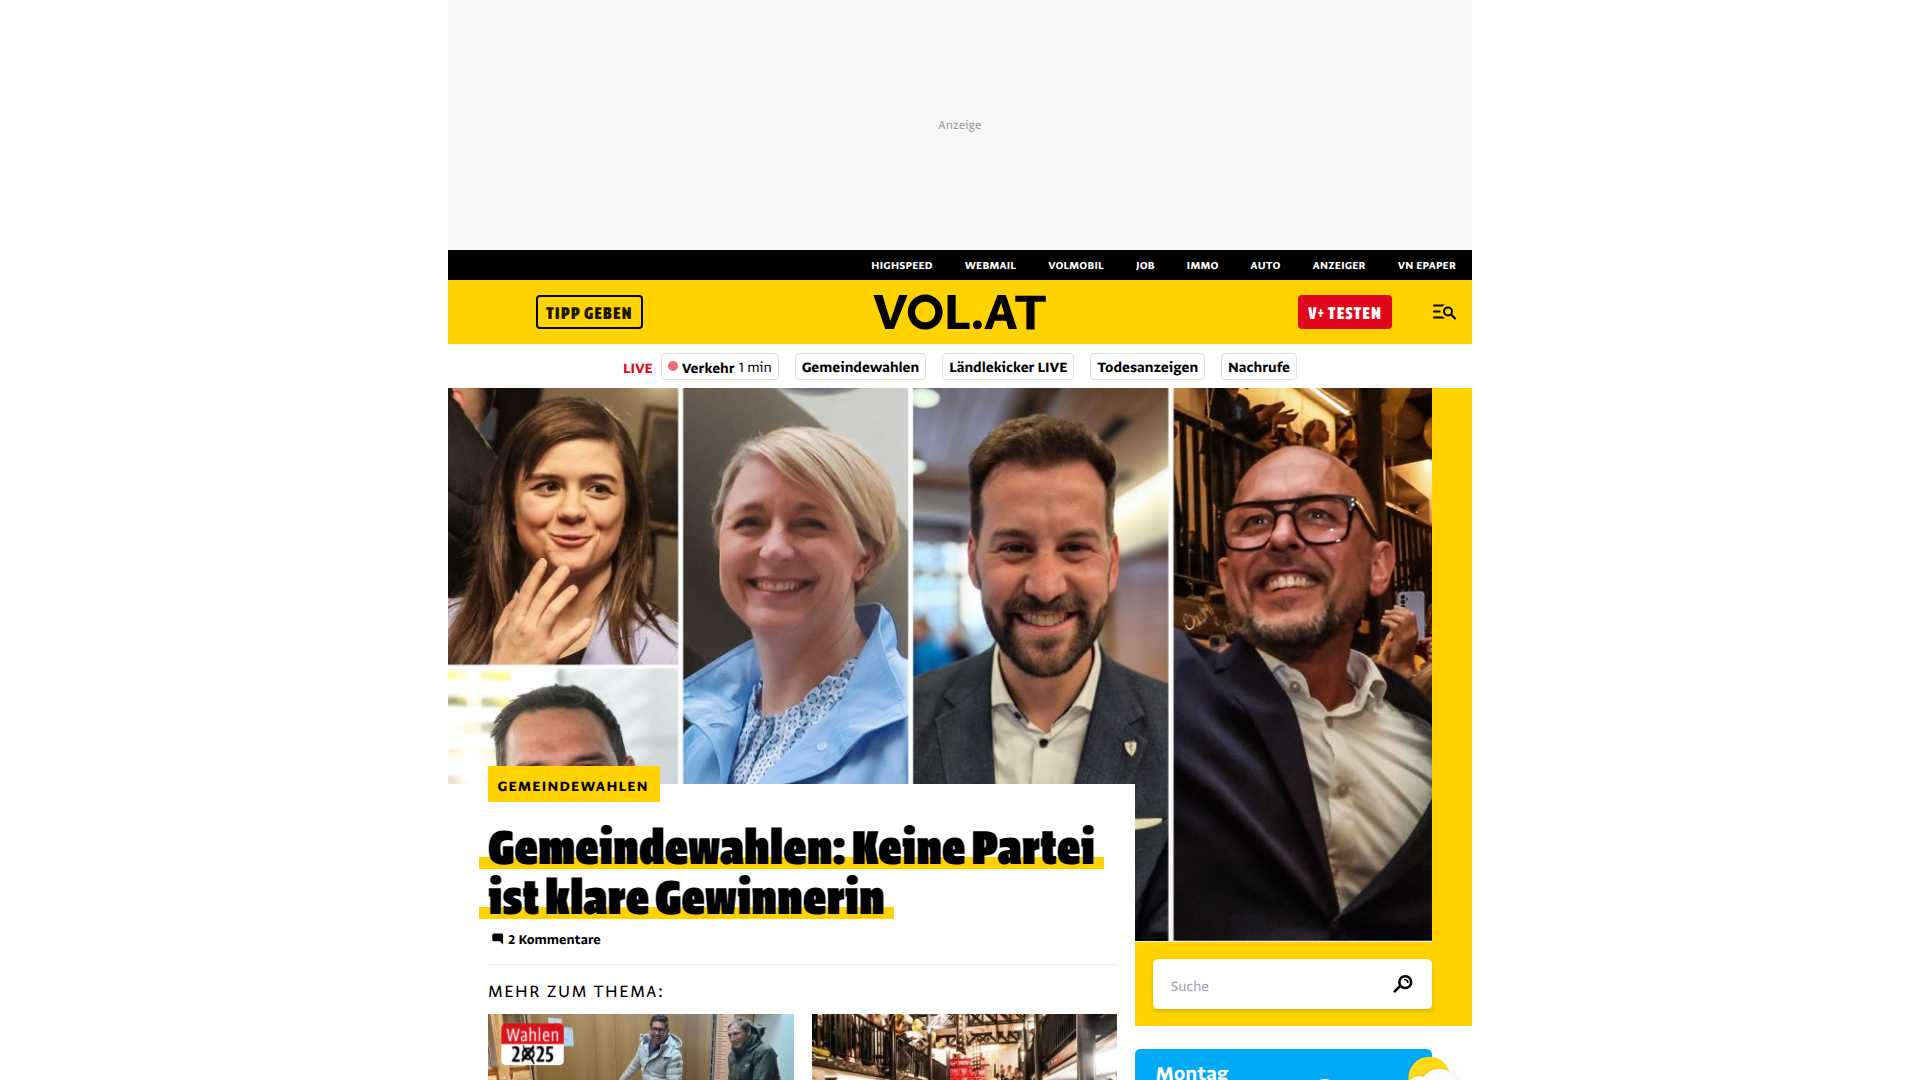 Anzeige
HIGHSPEED WEBMAIL VOLMOBIL JOB IMMO AUTO ANZEIGER VN EPAPER
TIPP GEBEN VOL.AT V+ TESTEN
LIVE Verkehr 1 min Gemeindewahlen Ländlekicker LIVE Todesanzeigen Nachrufe
GEMEINDEWAHLEN
Gemeindewahlen: Keine Partei
ist klare Gewinnerin
2 Kommentare
Suche
MEHR ZUM THEMA:
Wahlen
2025
Montag